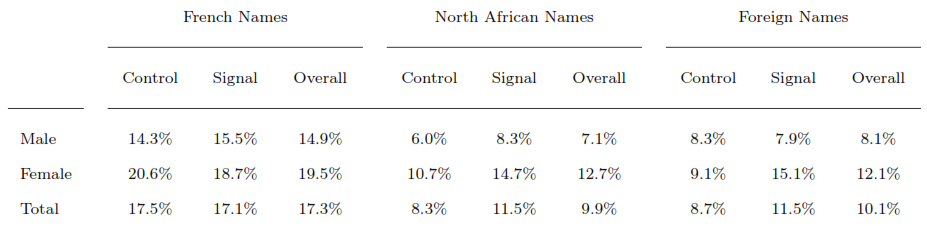 French Names North African Names Foreign Names
Control Signal Overall Control Signal Overall Control Signal Overall
Male 14.3% 15.5% 14.9% 6.0% 8.3% 7.1% 8.3% 7.9% 8.1%
Female 20.6% 18.7% 19.5% 10.7% 14.7% 12.7% 9.1% 15.1% 12.1%
Total 17.5% 17.1% 17.3% 8.3% 11.5% 9.9% 8.7% 11.5% 10.1%